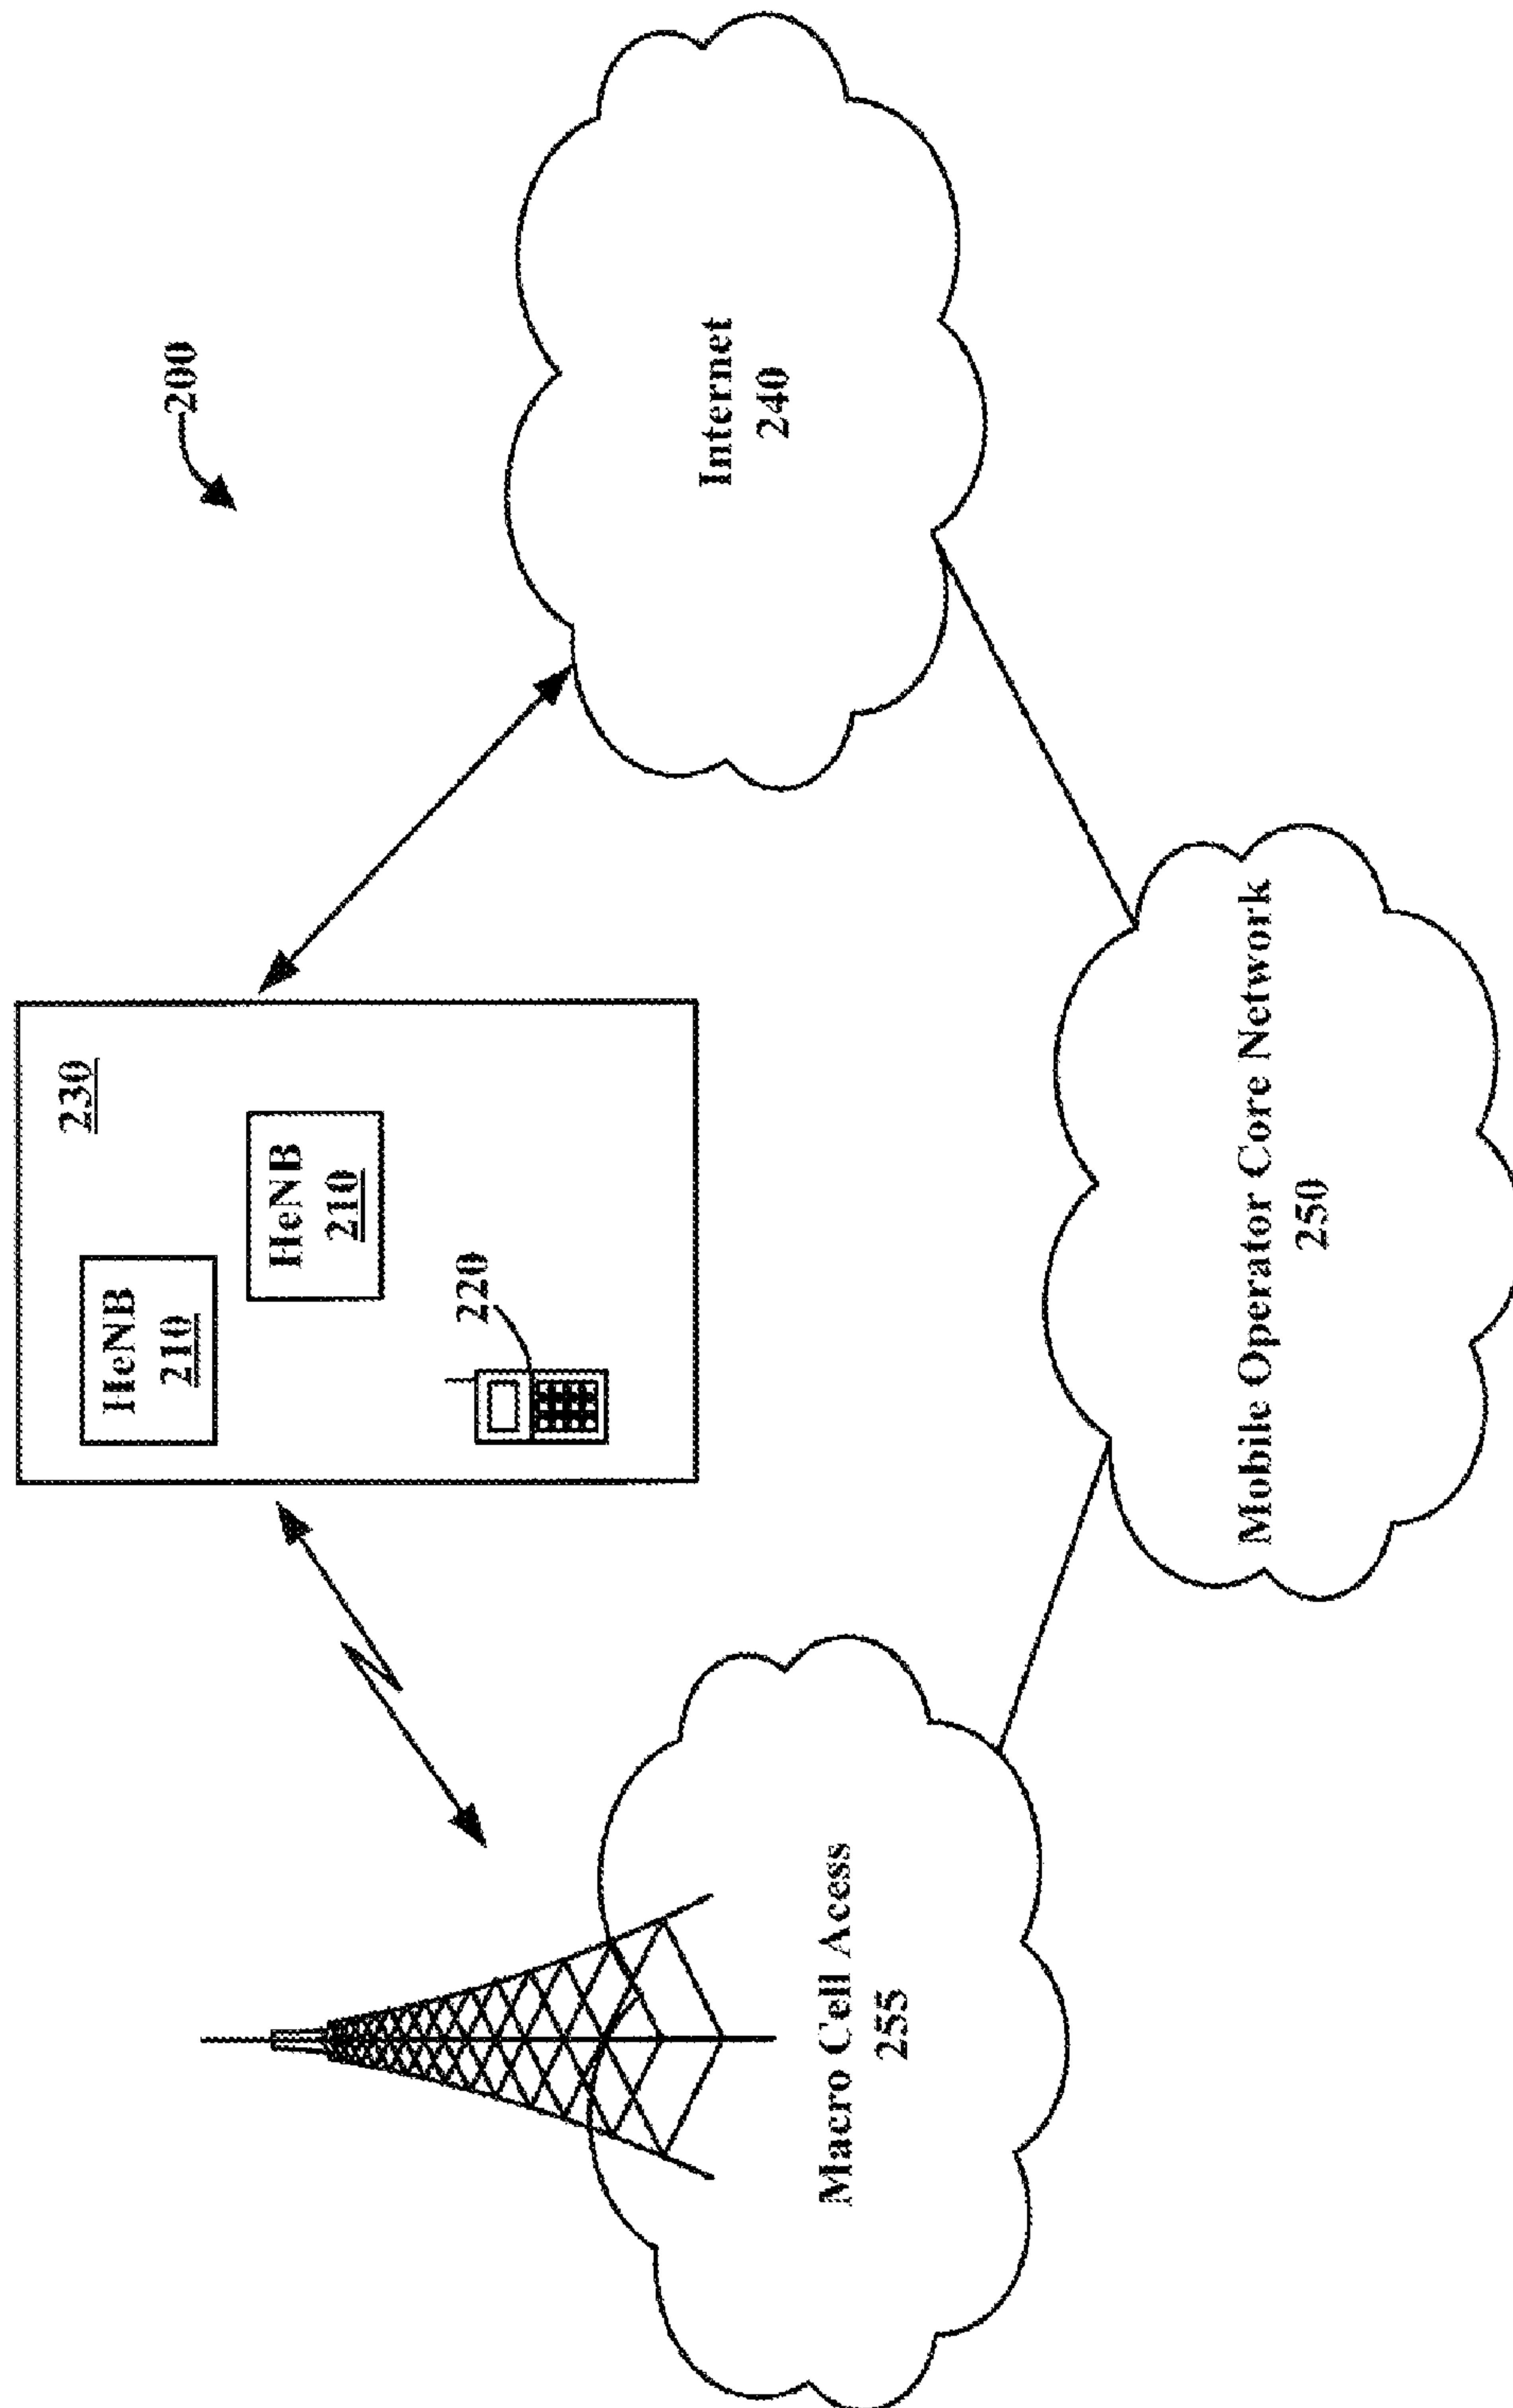 200
230
HeNB
210
HeNB
210
220
Internet
240
Macro Cell Acess
255
Mobile Operator Core Network
250